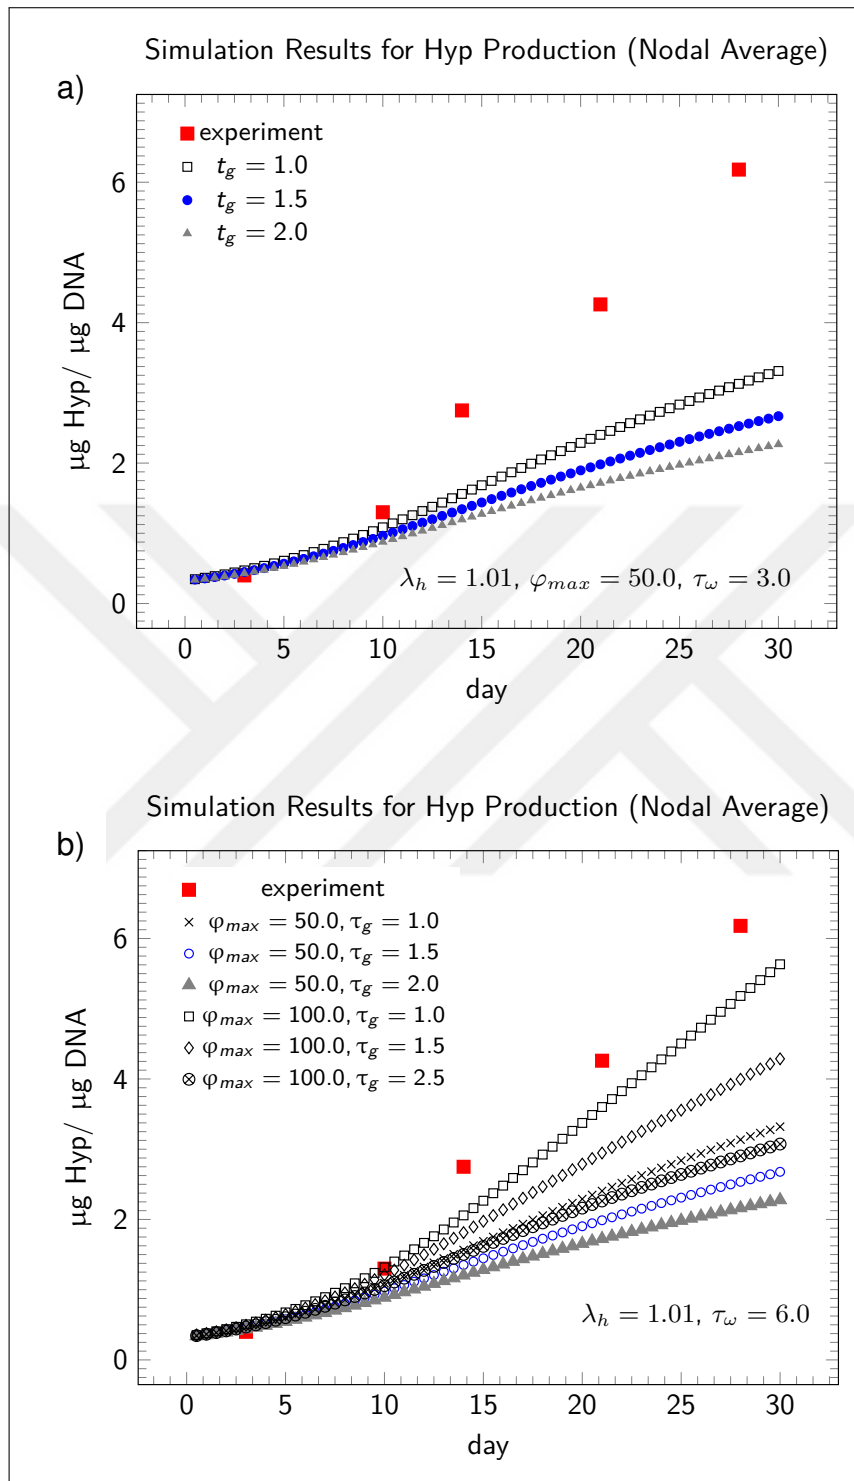 Simulation Results for Hyp Production (Nodal Average)
a)
experiment
t_g = 1.0
t_g = 1.5
t_g = 2.0
6
4
2
0
µg Hyp/ µg DNA
λ_h = 1.01, φ_max = 50.0, τ_ω = 3.0
0 5 10 15 20 25 30
day
Simulation Results for Hyp Production (Nodal Average)
b)
experiment
φ_max = 50.0, τ_g = 1.0
φ_max = 50.0, τ_g = 1.5
φ_max = 50.0, τ_g = 2.0
φ_max = 100.0, τ_g = 1.0
φ_max = 100.0, τ_g = 1.5
φ_max = 100.0, τ_g = 2.5
6
4
2
0
µg Hyp/ µg DNA
λ_h = 1.01, τ_ω = 6.0
0 5 10 15 20 25 30
day